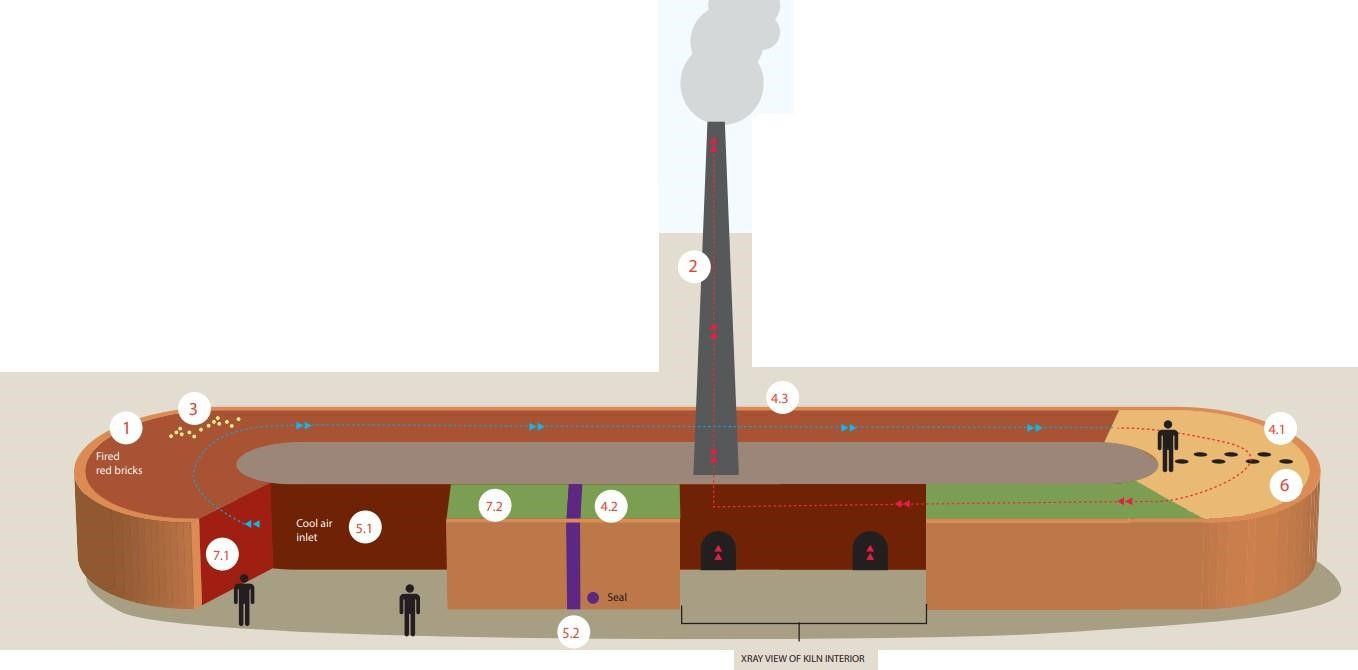 2
4.3
3
1
4.1
Fired
red bricks
6
7.2
4.2
Cool air
inlet
5.1
7.1
Seal
5.2
XRAY VIEW OF KILN INTERIOR